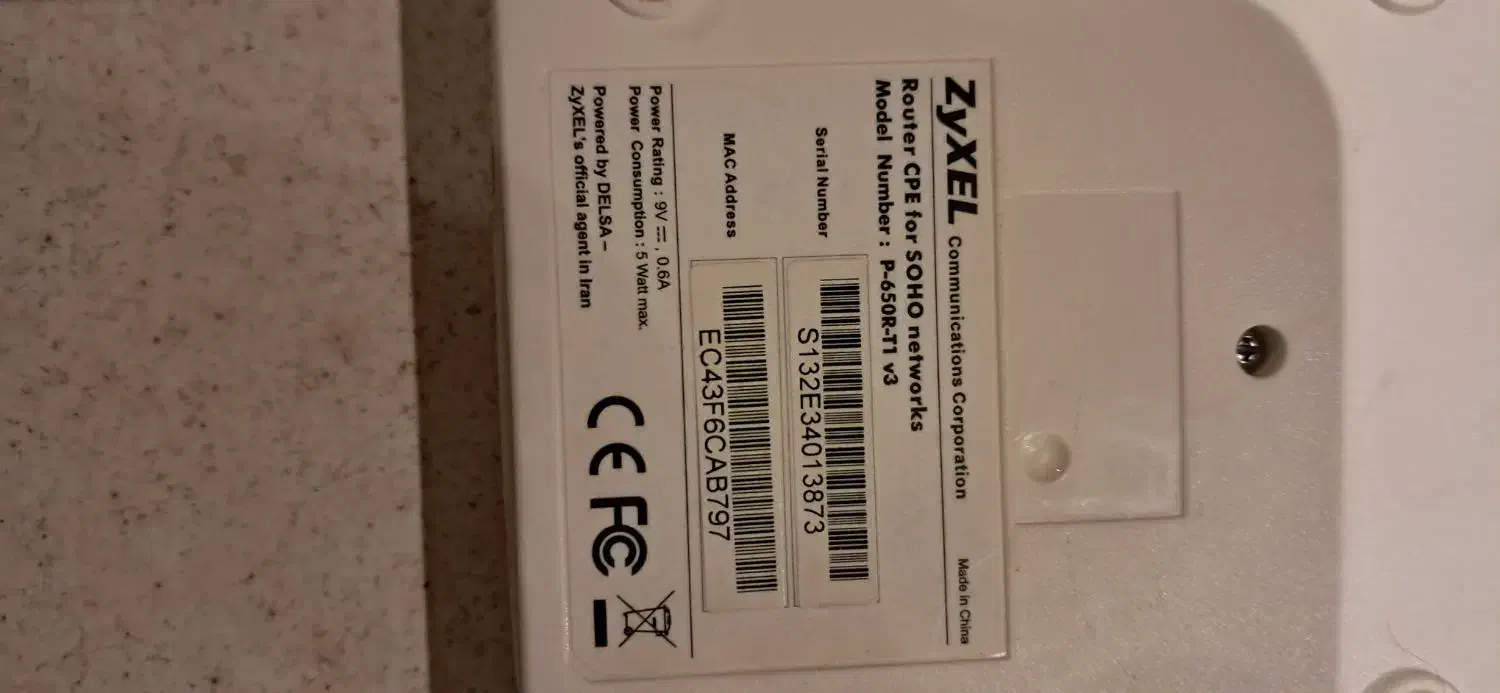 ZyXEL Communications Corporation Made in China
Router CPE for SOHO networks
Model Number : P-650R-T1 v3
Serial Number
S132E34013873
MAC Address
EC43F6CAB797
Power Rating : 9V ⎓, 0.6A
Power Consumption : 5 Watt max.
Powered by DELSA –
ZyXEL's official agent in Iran
CE FC